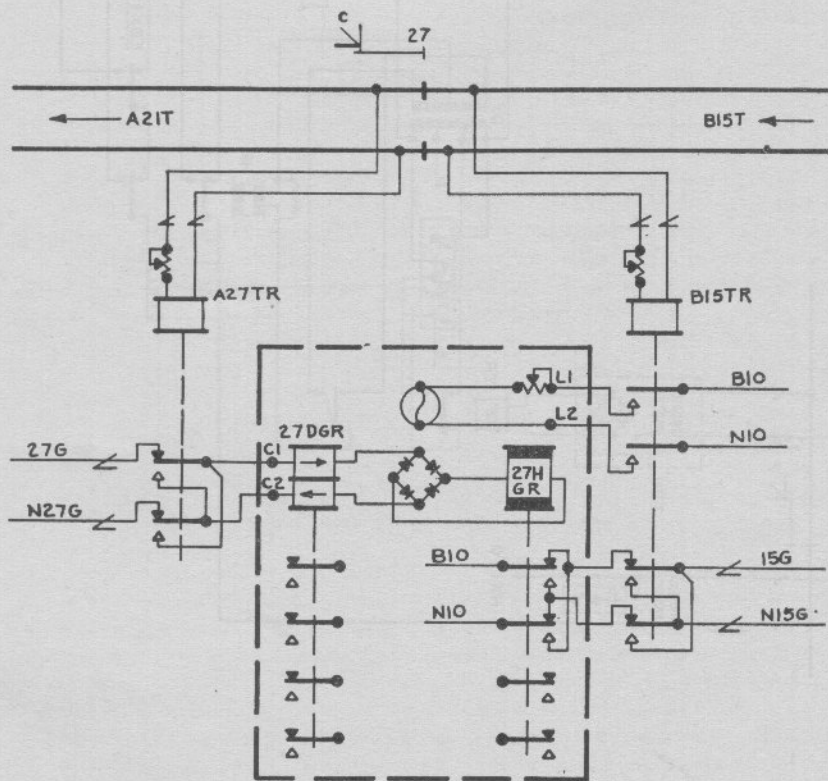 C
27
A21T
B15T
A27TR
B15TR
L1
B10
L2
N10
27DGR
27G
C1
C2
27H
GR
N27G
B10
15G
N10
N15G